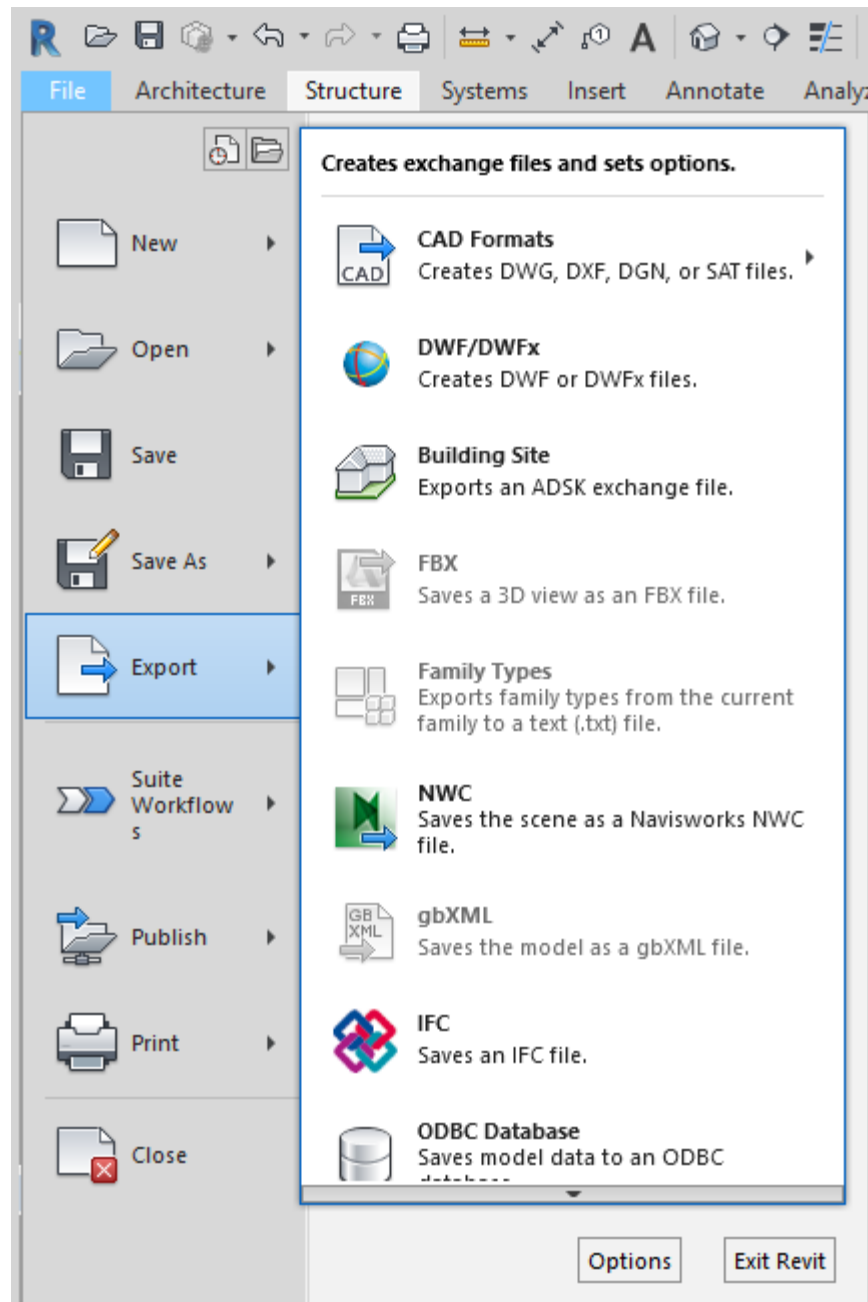 File Architecture Structure Systems Insert Annotate
Creates exchange files and sets options.
New
Open
Save
Save As
Export
Suite
Workflow
s
Publish
Print
Close
CAD
CAD Formats
Creates DWG, DXF, DGN, or SAT files.
DWF/DWFx
Creates DWF or DWFx files.
Building Site
Exports an ADSK exchange file.
FBX
FBX
Saves a 3D view as an FBX file.
Family Types
Exports family types from the current
family to a text (.txt) file.
NWC
Saves the scene as a Navisworks NWC
file.
GB
XML
gbXML
Saves the model as a gbXML file.
IFC
Saves an IFC file.
ODBC Database
Saves model data to an ODBC
Options Exit Revit